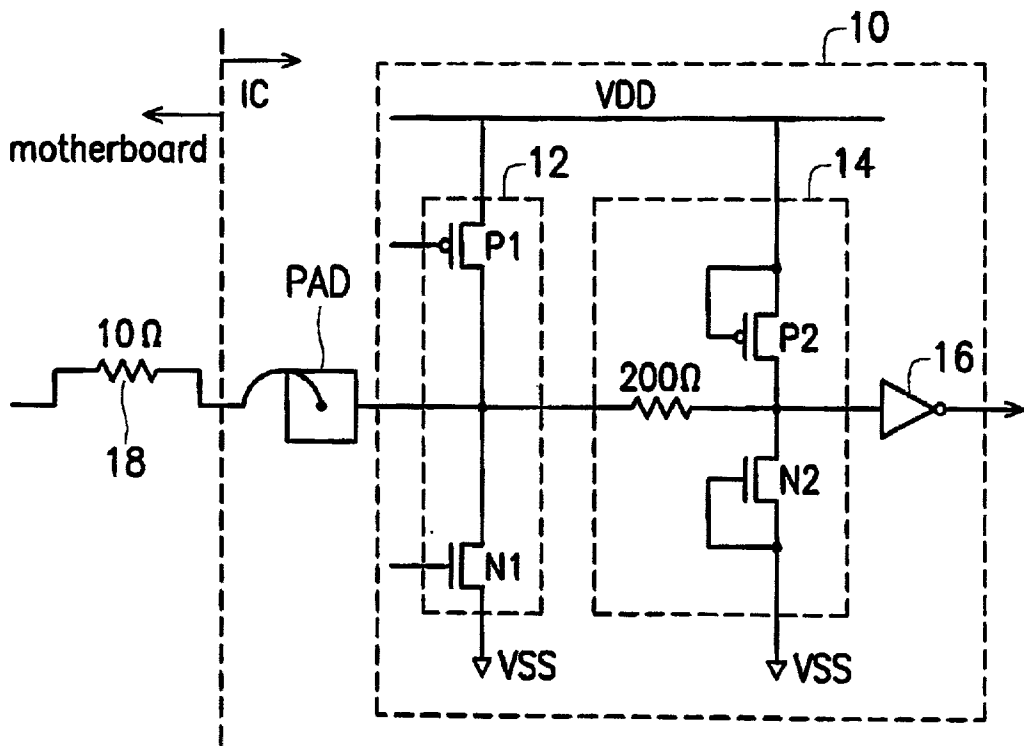 10
IC
VDD
motherboard
12
14
P1
PAD
10Ω
P2
200Ω
16
18
N2
N1
VSS
VSS